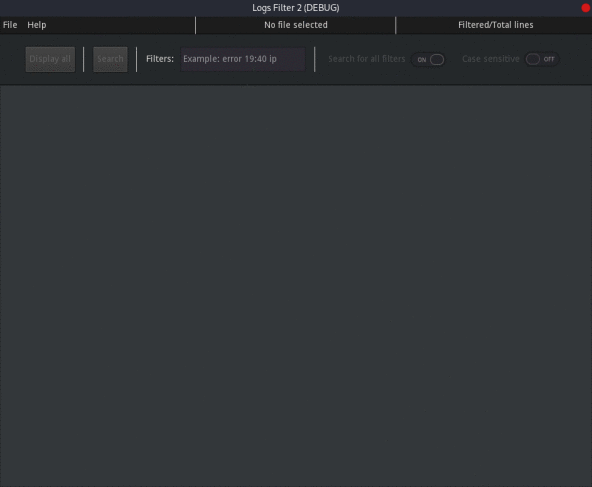 Logs Filter 2 (DEBUG)
File Help No file selected Filtered/Total lines
Display all Search Filters: Example: error 19:40 ip Search for all filters ON Case sensitive OFF